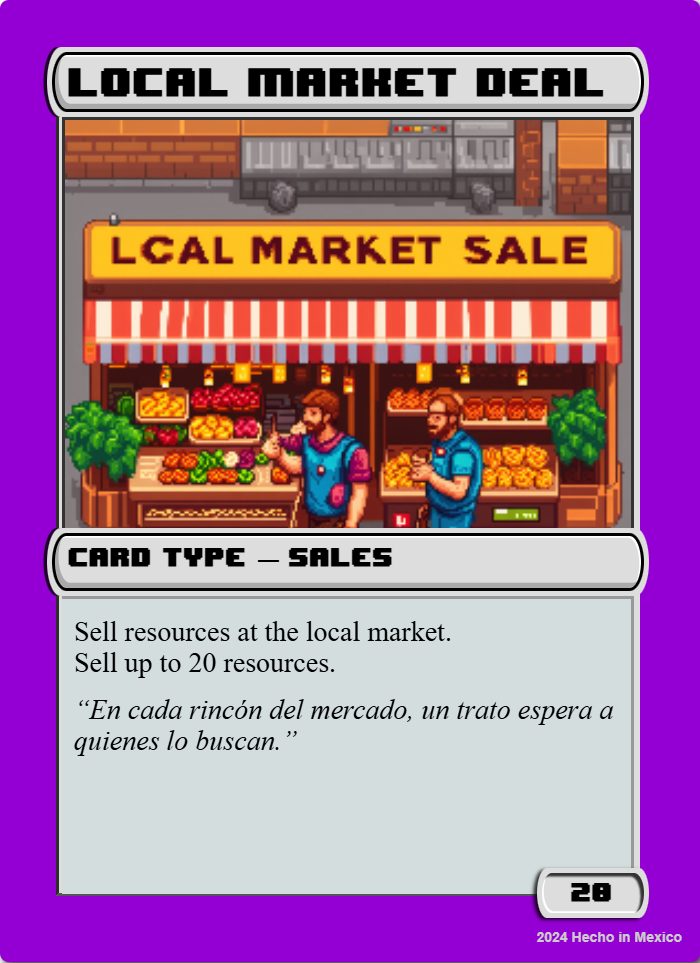 LOCAL MARKET DEAL
LCAL MARKET SALE
CARD TYPE — SALES
Sell resources at the local market.
Sell up to 20 resources.
“En cada rincón del mercado, un trato espera a
quienes lo buscan.”
20
2024 Hecho in Mexico